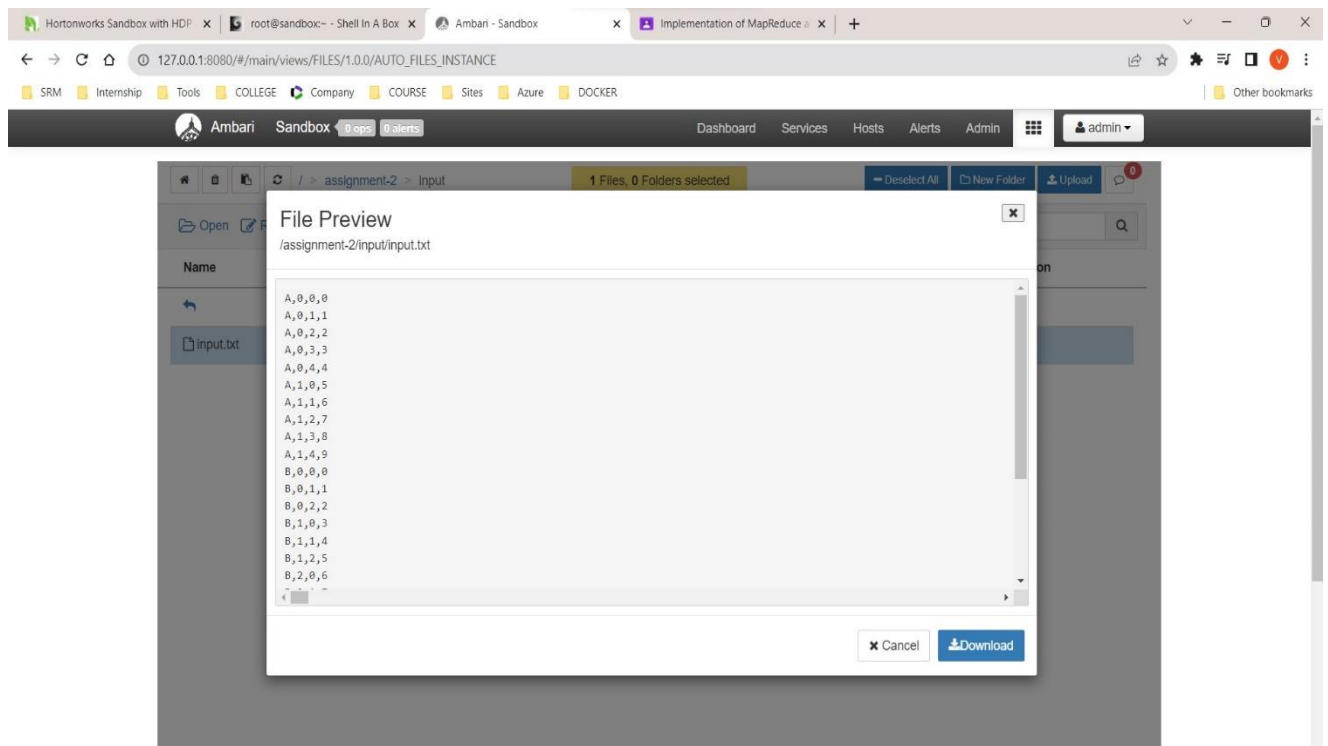 Hortonworks Sandbox with HDP
root@sandbox:~ - Shell In A Box
Ambari - Sandbox
Implementation of MapReduce a
127.0.0.1:8080/#/main/views/FILES/1.0.0/AUTO_FILES_INSTANCE
V
SRM Internship Tools COLLEGE Company COURSE Sites Azure DOCKER Other bookmarks
Ambari Sandbox 0 ops 0 alerts Dashboard Services Hosts Alerts Admin admin
/ > assignment-2 > Input 1 Files, 0 Folders selected Deselect All New Folder Upload 0
Open
Name on
input.txt
File Preview
/assignment-2/input/input.txt
A,0,0,0
A,0,1,1
A,0,2,2
A,0,3,3
A,0,4,4
A,1,0,5
A,1,1,6
A,1,2,7
A,1,3,8
A,1,4,9
B,0,0,0
B,0,1,1
B,0,2,2
B,1,0,3
B,1,1,4
B,1,2,5
B,2,0,6
Cancel Download